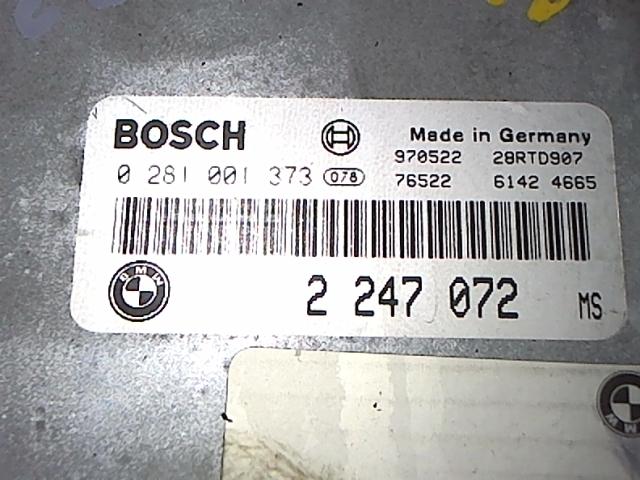 BOSCH Made in Germany
970522 28RTD907
0 281 001 373 078 76522 6142 4665
BMW 2 247 072 MS
BMW